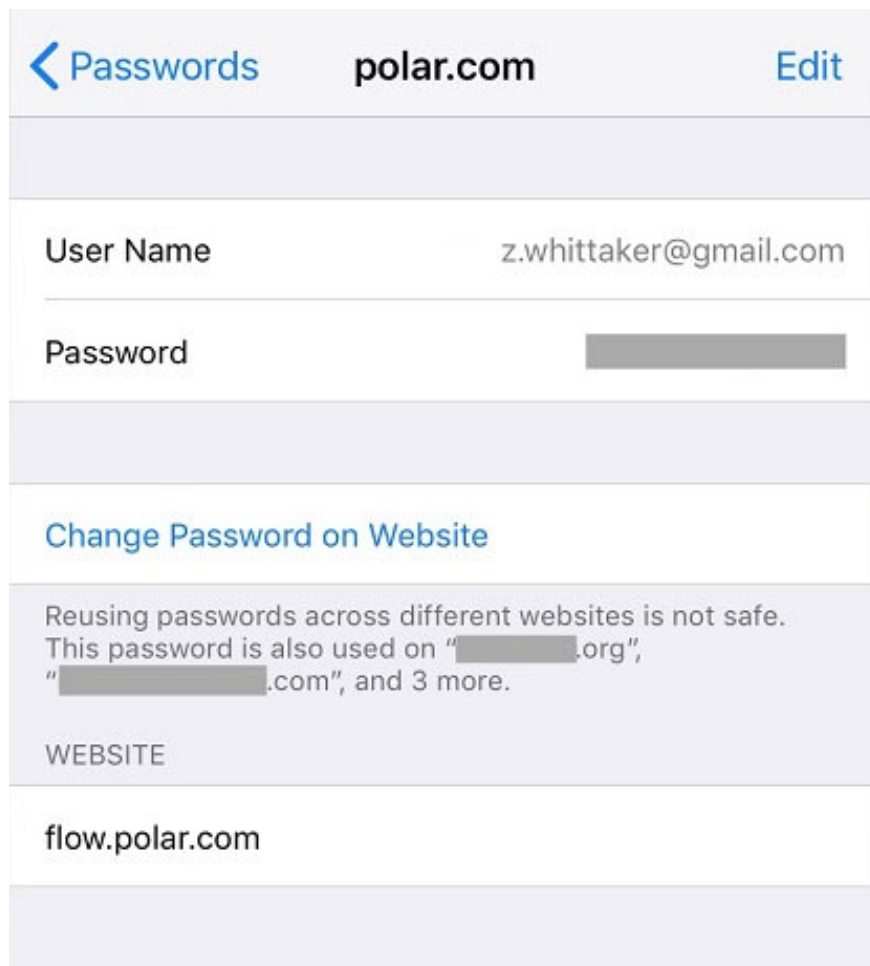 Passwords polar.com Edit
User Name z.whittaker@gmail.com
Password
Change Password on Website
Reusing passwords across different websites is not safe.
This password is also used on “.org”,
“.com”, and 3 more.
WEBSITE
flow.polar.com